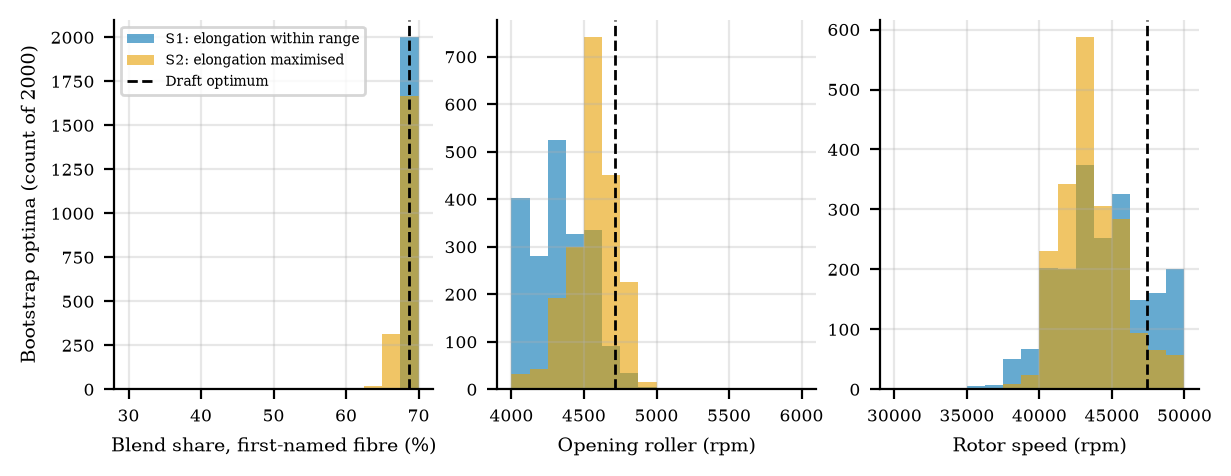 Bootstrap optima (count of 2000)
2000
1750
1500
1250
1000
750
500
250
0
S1: elongation within range
S2: elongation maximised
Draft optimum
30 40 50 60 70
Blend share, first-named fibre (%)
700
600
500
400
300
200
100
0
4000 4500 5000 5500 6000
Opening roller (rpm)
600
500
400
300
200
100
0
30000 35000 40000 45000 50000
Rotor speed (rpm)